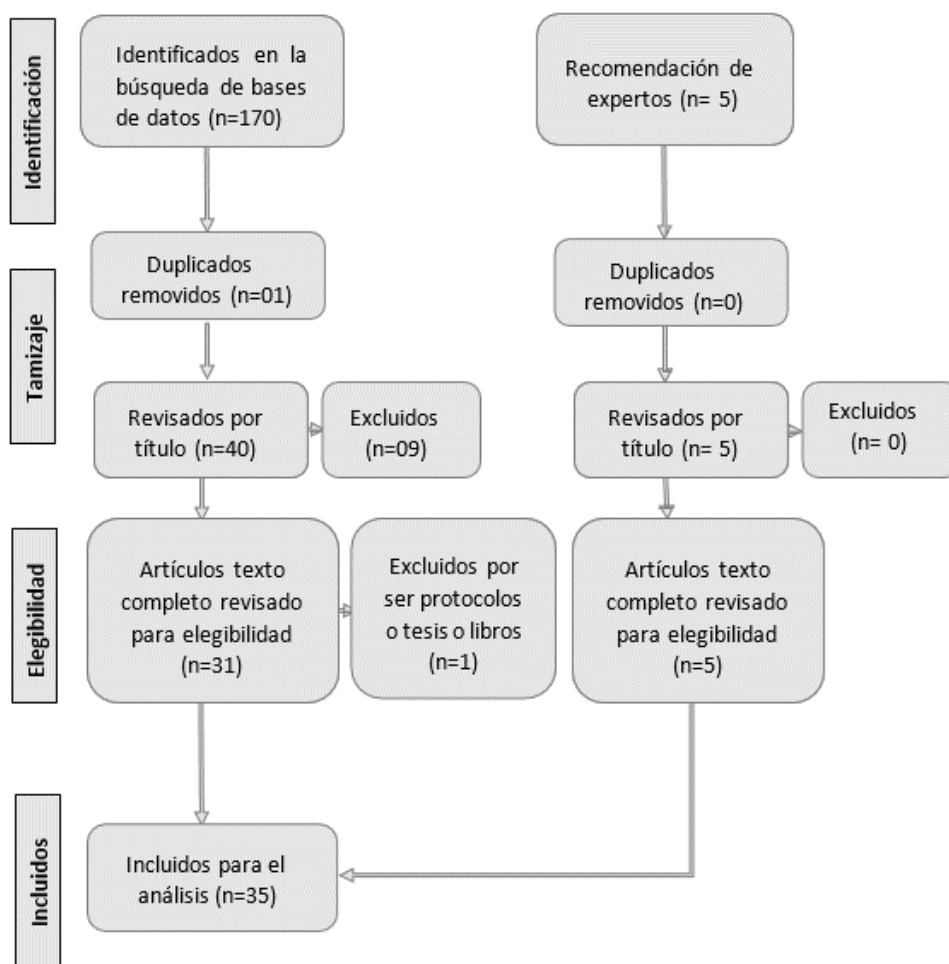 Identificación
Identificados en la
búsqueda de bases
de datos (n=170)
Recomendación de
expertos (n= 5)
Tamizaje
Duplicados
removidos (n=01)
Duplicados
removidos (n=0)
Revisados por
título (n=40)
Excluidos
(n=09)
Revisados por
título (n= 5)
Excluidos
(n= 0)
Elegibilidad
Artículos texto
completo revisado
para elegibilidad
(n=31)
Excluidos por
ser protocolos
o tesis o libros
(n=1)
Artículos texto
completo revisado
para elegibilidad
(n=5)
Incluidos
Incluidos para el
análisis (n=35)